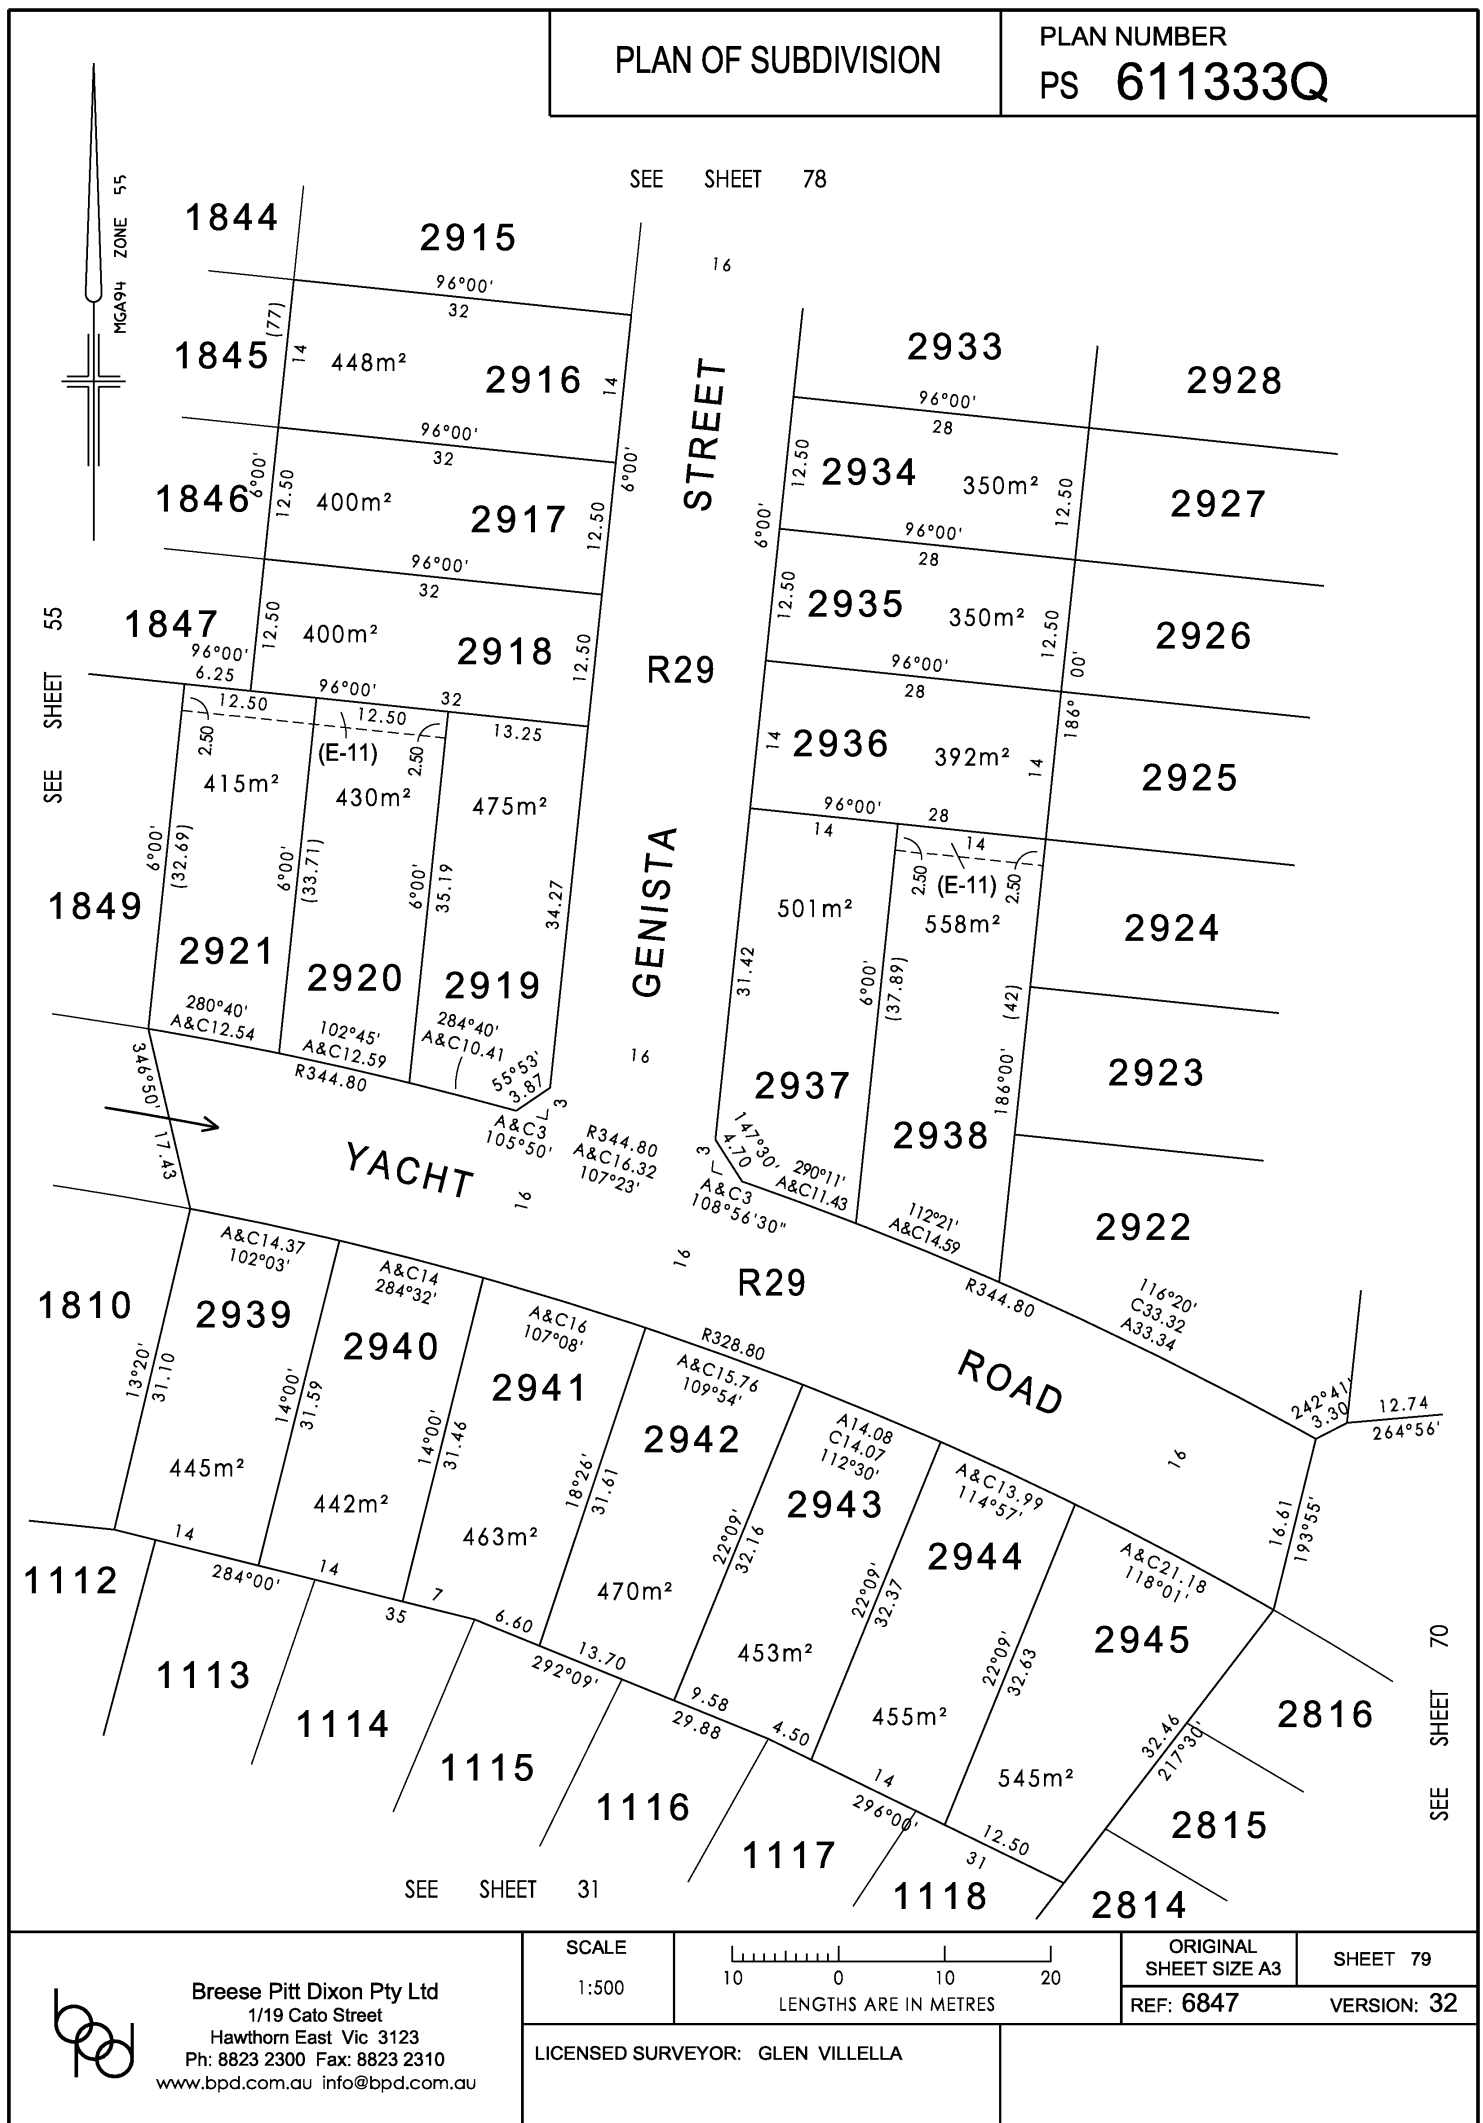 PLAN OF SUBDIVISION
PLAN NUMBER
PS 611333Q
MGA94 ZONE 55
SEE SHEET 78
1844
2915
16
96°00'
32
(77)
1845
14
448m²
2916
14
STREET
2933
2928
96°00'
28
96°00'
32
6°00'
1846
6°00'
12.50
400m²
2917
12.50
12.50
2934
350m²
12.50
2927
6°00'
96°00'
28
96°00'
32
SEE SHEET 55
1847
12.50
400m²
2918
12.50
12.50
2935
350m²
12.50
2926
R29
96°00'
28
186°00'
96°00'
6.25
96°00'
32
12.50
12.50
13.25
2.50
(E-11)
2.50
14
2936
392m²
14
2925
415m²
430m²
475m²
96°00'
28
14
14
2.50
(E-11)
2.50
6°00'
(32.69)
6°00'
(33.71)
6°00'
35.19
34.27
GENISTA
501m²
558m²
1849
2924
2921
2920
2919
31.42
6°00'
(37.89)
(42)
280°40'
A&C12.54
102°45'
A&C12.59
284°40'
A&C10.41
R344.80
55°53'
3.87
3
16
2937
186°00'
2923
346°50'
17.43
A&C3
105°50'
R344.80
A&C16.32
107°23'
147°30'
4.70
3
2938
YACHT
16
A&C3
108°56'30"
290°11'
A&C11.43
112°21'
A&C14.59
2922
16
R29
A&C14.37
102°03'
A&C14
284°32'
R344.80
116°20'
C33.32
A33.34
1810
2939
2940
A&C16
107°08'
R328.80
ROAD
13°20'
31.10
14°00'
31.59
2941
A&C15.76
109°54'
242°41'
3.30
12.74
264°56'
14°00'
31.46
2942
A14.08
C14.07
112°30'
16
445m²
18°26'
31.61
2943
A&C13.99
114°57'
442m²
16.61
193°55'
463m²
22°09'
32.16
2944
A&C21.18
118°01'
14
1112
284°00'
14
470m²
22°09'
32.37
7
35
6.60
453m²
22°09'
32.63
2945
13.70
292°09'
1113
9.58
29.88
455m²
2816
1114
4.50
32.46
217°30'
SEE SHEET 70
1115
14
545m²
296°00'
1116
2815
12.50
31
1117
SEE SHEET 31
1118
2814
Breese Pitt Dixon Pty Ltd
1/19 Cato Street
Hawthorn East Vic 3123
Ph: 8823 2300 Fax: 8823 2310
www.bpd.com.au info@bpd.com.au
bpd
SCALE
1:500
10 0 10 20
LENGTHS ARE IN METRES
ORIGINAL
SHEET SIZE A3
SHEET 79
REF: 6847
VERSION: 32
LICENSED SURVEYOR: GLEN VILLELLA